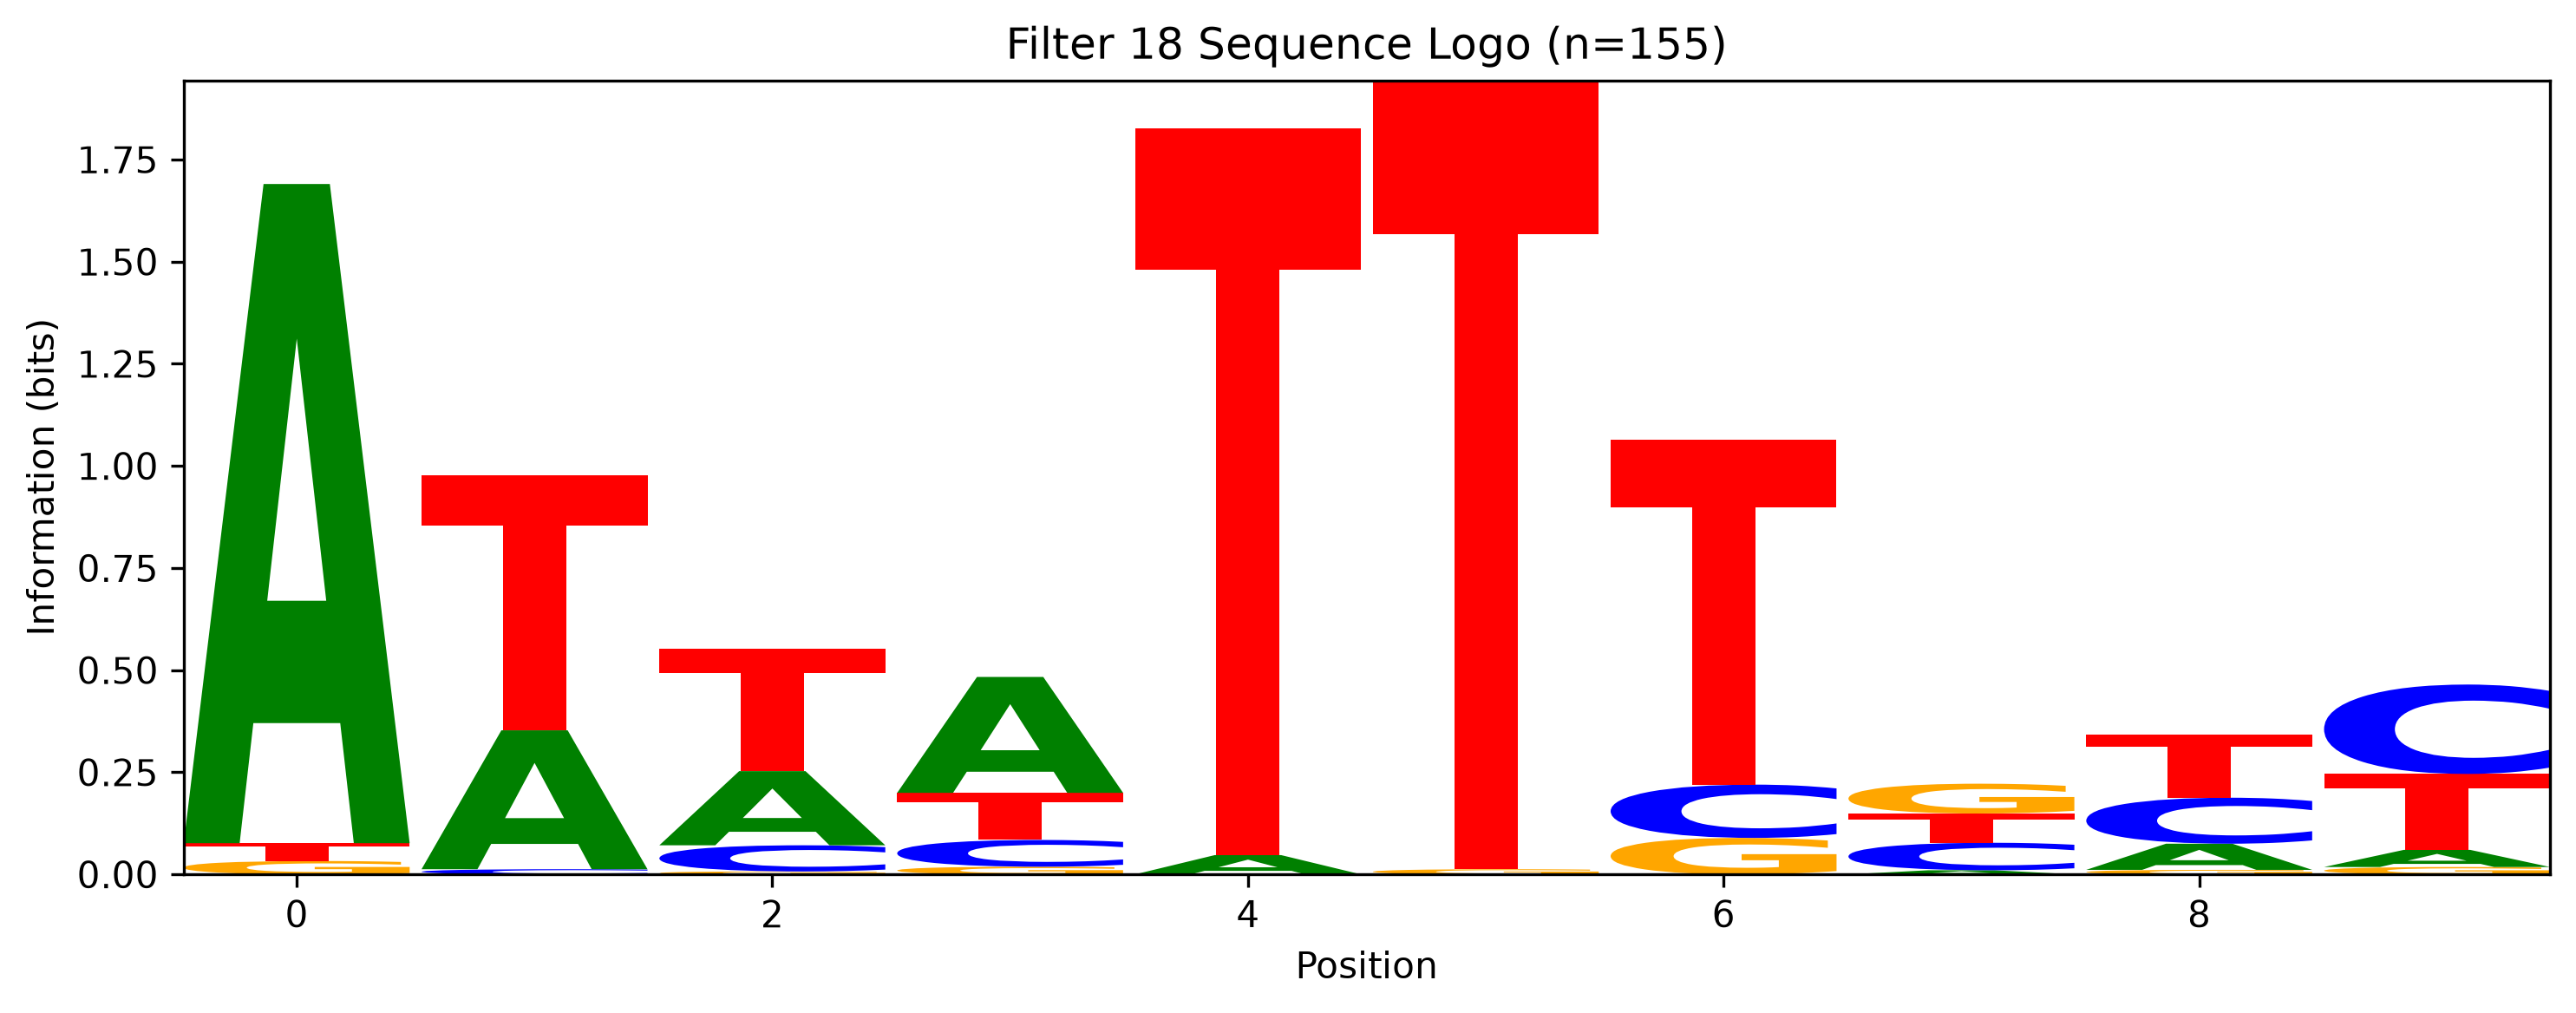 Filter 18 Sequence Logo (n=155)
Information (bits)
1.75
1.50
1.25
1.00
0.75
0.50
0.25
0.00
A T G
T A C
T A C G
A T C G
T A
T G
T C G
G T C A
T C A G
C T A G
0 2 4 6 8
Position